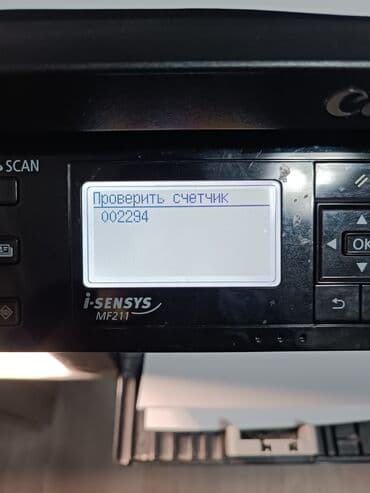 SCAN
Проверить счетчик
002294
OK
i-SENSYS
MF211